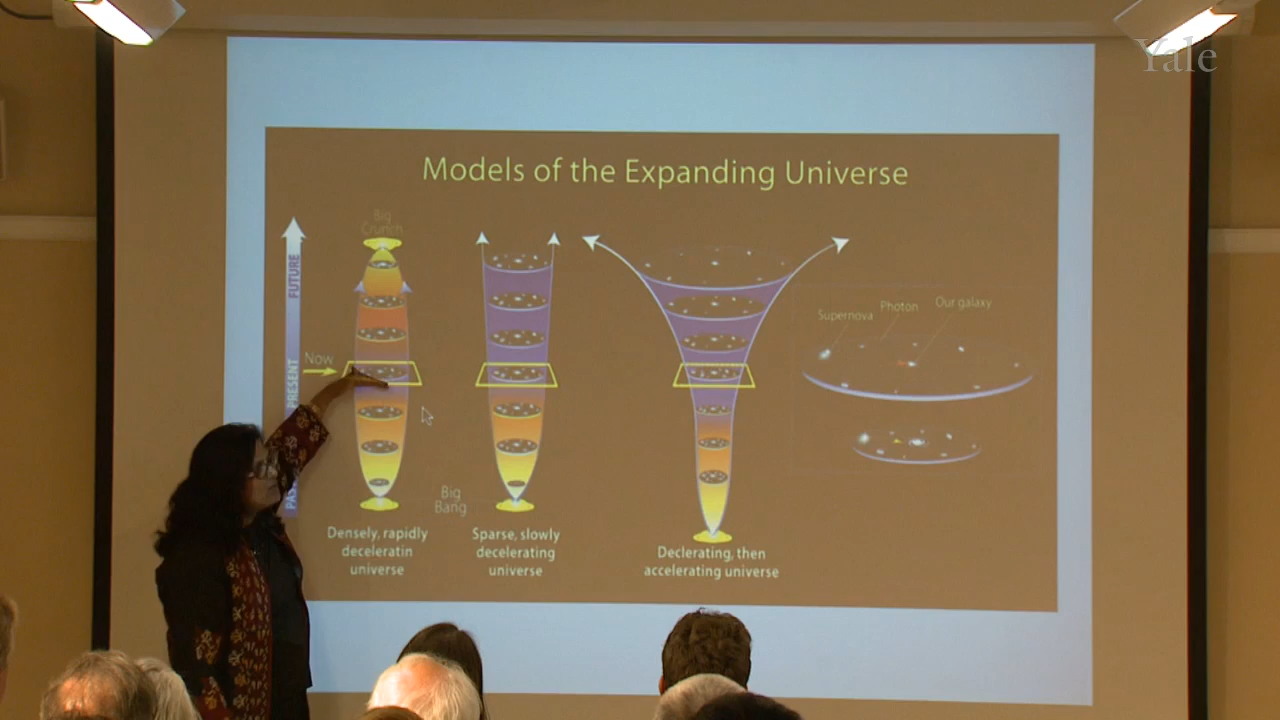 Yale
Models of the Expanding Universe
Big
Crunch
FUTURE
Now
PRESENT
Supernova
Photon
Our galaxy
Big
Bang
Densely, rapidly
deceleratin
universe
Sparse, slowly
decelerating
universe
Declerating, then
accelerating universe